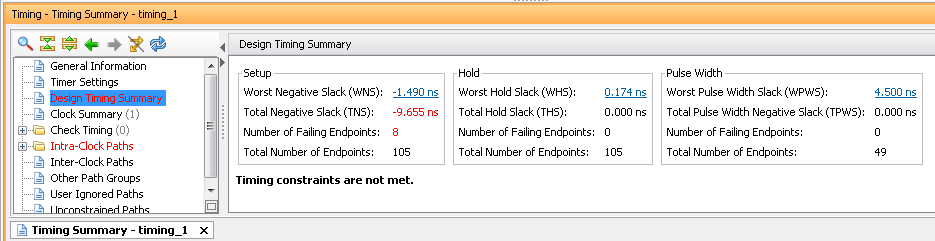 Timing - Timing Summary - timing_1
General Information
Timer Settings
Design Timing Summary
Clock Summary (1)
Check Timing (0)
Intra-Clock Paths
Inter-Clock Paths
Other Path Groups
User Ignored Paths
Unconstrained Paths
Design Timing Summary
Setup
Worst Negative Slack (WNS): -1.490 ns
Total Negative Slack (TNS): -9.655 ns
Number of Failing Endpoints: 8
Total Number of Endpoints: 105
Hold
Worst Hold Slack (WHS): 0.174 ns
Total Hold Slack (THS): 0.000 ns
Number of Failing Endpoints: 0
Total Number of Endpoints: 105
Pulse Width
Worst Pulse Width Slack (WPWS): 4.500 ns
Total Pulse Width Negative Slack (TPWS): 0.000 ns
Number of Failing Endpoints: 0
Total Number of Endpoints: 49
Timing constraints are not met.
Timing Summary - timing_1